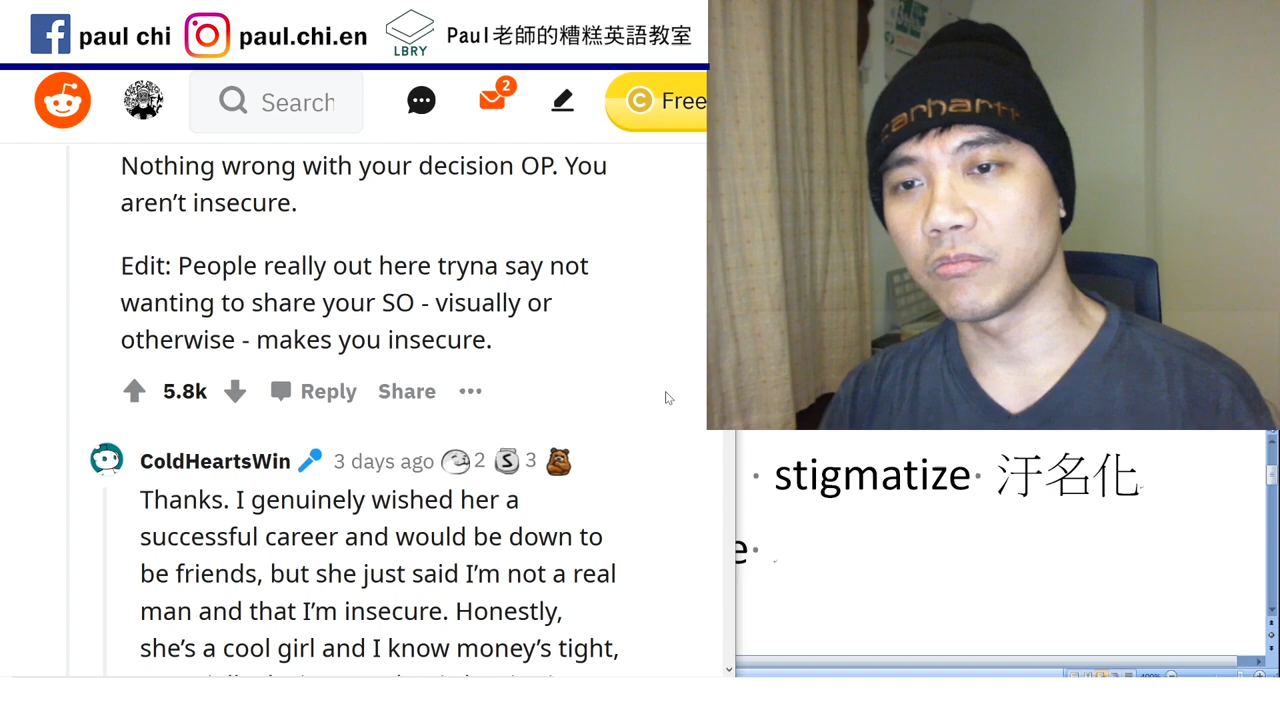 paul chi paul.chi.en LBRY Paul老師的糟糕英語教室
Search 2 Free
carhartt
Nothing wrong with your decision OP. You
aren’t insecure.
Edit: People really out here tryna say not
wanting to share your SO - visually or
otherwise - makes you insecure.
5.8k Reply Share
ColdHeartsWin 3 days ago 2 S 3
Thanks. I genuinely wished her a
successful career and would be down to
be friends, but she just said I’m not a real
man and that I’m insecure. Honestly,
she’s a cool girl and I know money’s tight,
stigmatize 汙名化
e
400%